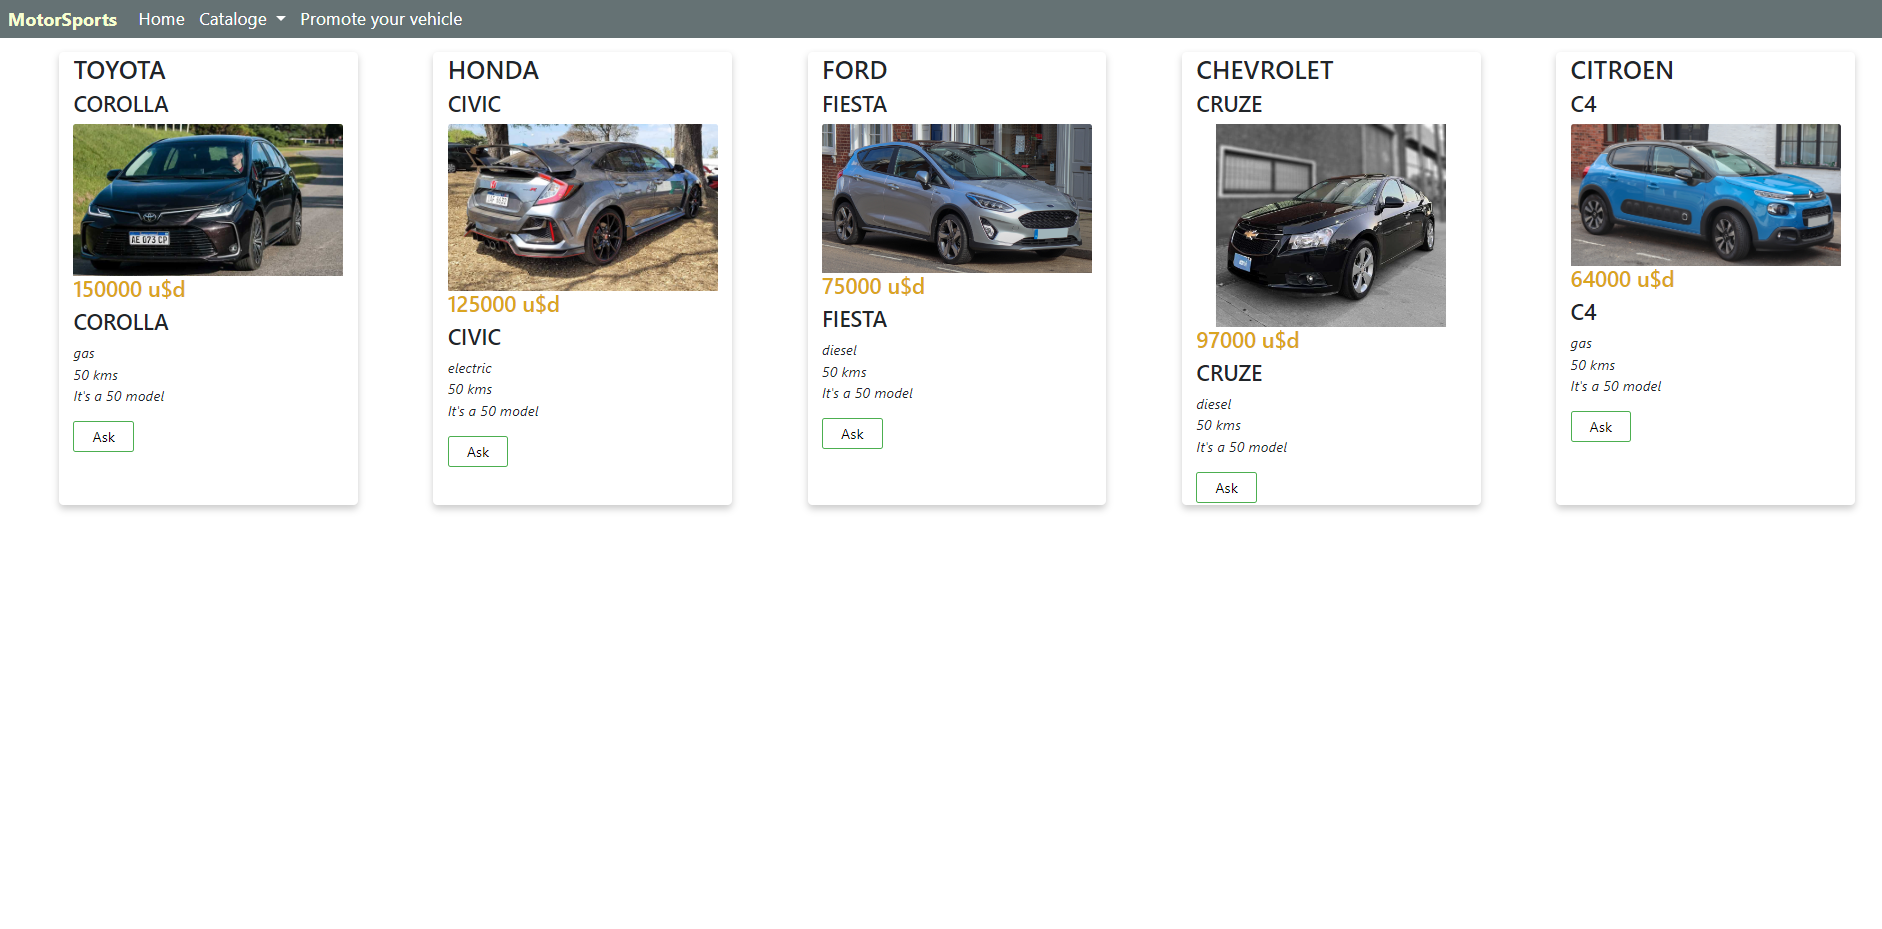 MotorSports Home Cataloge Promote your vehicle
TOYOTA
COROLLA
AE 073 CP
150000 u$d
COROLLA
gas
50 kms
It's a 50 model
Ask
HONDA
CIVIC
125000 u$d
CIVIC
electric
50 kms
It's a 50 model
Ask
FORD
FIESTA
75000 u$d
FIESTA
diesel
50 kms
It's a 50 model
Ask
CHEVROLET
CRUZE
97000 u$d
CRUZE
diesel
50 kms
It's a 50 model
Ask
CITROEN
C4
64000 u$d
C4
gas
50 kms
It's a 50 model
Ask